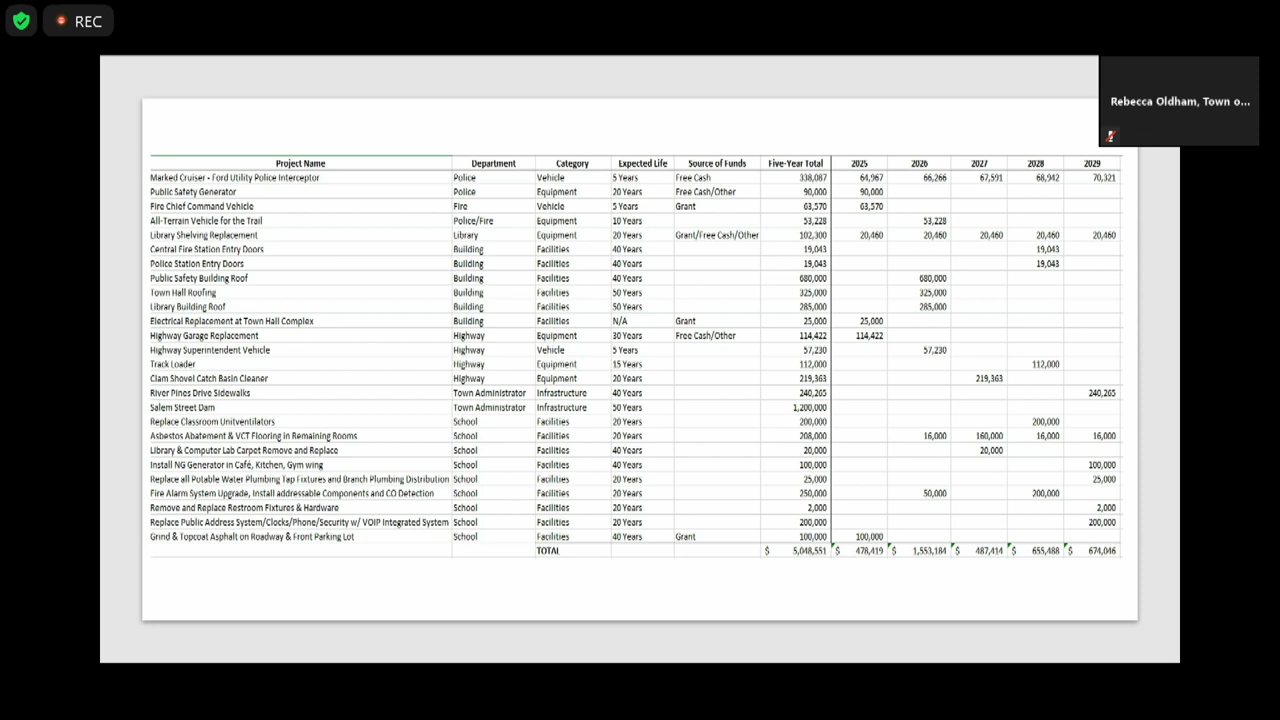 REC
Rebecca Oldham, Town o...
Project Name Department Category Expected Life Source of Funds Five-Year Total 2025 2026 2027 2028 2029
Marked Cruiser - Ford Utility Police Interceptor Police Vehicle 5 Years Free Cash 338,087 64,967 66,266 67,591 68,942 70,321
Public Safety Generator Police Equipment 20 Years Free Cash/Other 90,000 90,000
Fire Chief Command Vehicle Fire Vehicle 5 Years Grant 63,570 63,570
All-Terrain Vehicle for the Trail Police/Fire Equipment 10 Years 53,228 53,228
Library Shelving Replacement Library Equipment 20 Years Grant/Free Cash/Other 102,300 20,460 20,460 20,460 20,460 20,460
Central Fire Station Entry Doors Building Facilities 40 Years 19,043 19,043
Police Station Entry Doors Building Facilities 40 Years 19,043 19,043
Public Safety Building Roof Building Facilities 40 Years 680,000 680,000
Town Hall Roofing Building Facilities 50 Years 325,000 325,000
Library Building Roof Building Facilities 50 Years 285,000 285,000
Electrical Replacement at Town Hall Complex Building Facilities N/A Grant 25,000 25,000
Highway Garage Replacement Highway Equipment 30 Years Free Cash/Other 114,422 114,422
Highway Superintendent Vehicle Highway Vehicle 5 Years 57,230 57,230
Track Loader Highway Equipment 15 Years 112,000 112,000
Clam Shovel Catch Basin Cleaner Highway Equipment 20 Years 219,363 219,363
River Pines Drive Sidewalks Town Administrator Infrastructure 40 Years 240,265 240,265
Salem Street Dam Town Administrator Infrastructure 50 Years 1,200,000
Replace Classroom Unitventilators School Facilities 20 Years 200,000 200,000
Asbestos Abatement & VCT Flooring in Remaining Rooms School Facilities 20 Years 208,000 16,000 160,000 16,000 16,000
Library & Computer Lab Carpet Remove and Replace School Facilities 40 Years 20,000 20,000
Install NG Generator in Café, Kitchen, Gym wing School Facilities 40 Years 100,000 100,000
Replace all Potable Water Plumbing Tap Fixtures and Branch Plumbing Distribution School Facilities 20 Years 25,000 25,000
Fire Alarm System Upgrade, Install addressable Components and CO Detection School Facilities 20 Years 250,000 50,000 200,000
Remove and Replace Restroom Fixtures & Hardware School Facilities 20 Years 2,000 2,000
Replace Public Address System/Clocks/Phone/Security w/ VOIP Integrated System School Facilities 20 Years 200,000 200,000
Grind & Topcoat Asphalt on Roadway & Front Parking Lot School Facilities 40 Years Grant 100,000 100,000
TOTAL $ 5,048,551 $ 478,419 $ 1,553,184 $ 487,414 $ 655,488 $ 674,046